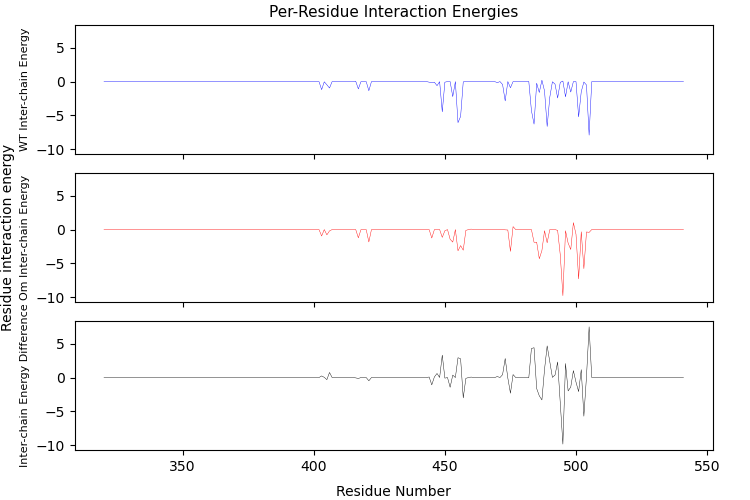 Per-Residue Interaction Energies
Residue interaction energy
WT Inter-chain Energy
5
0
−5
−10
Om Inter-chain Energy
5
0
−5
−10
Inter-chain Energy Difference
5
0
−5
−10
350
400
450
500
550
Residue Number